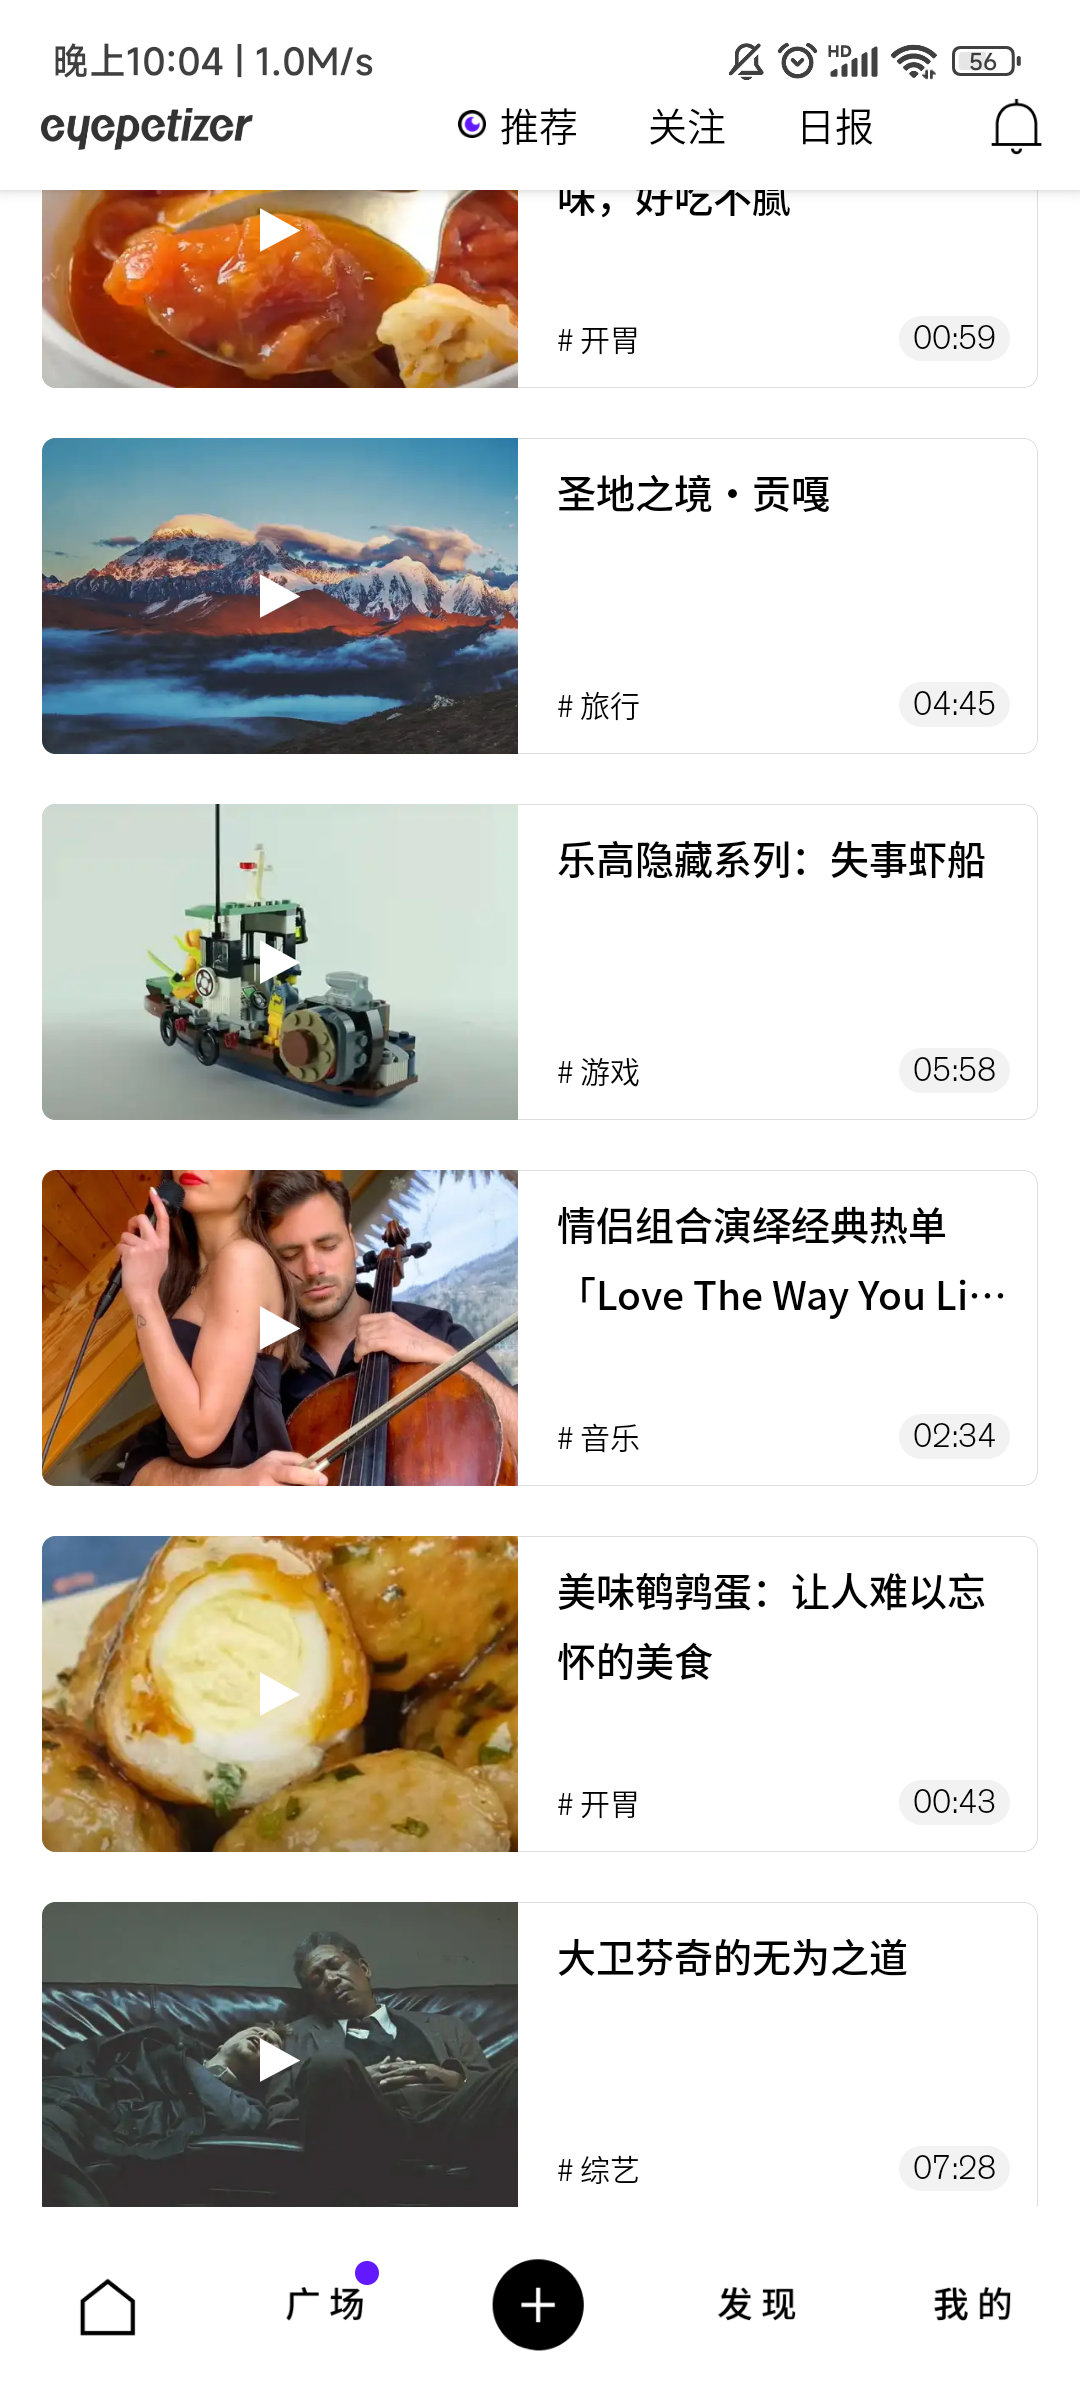 晚上10:04 | 1.0M/s
HD
56
eyepetizer
推荐
关注
日报
味，好吃不腻
# 开胃
00:59
圣地之境·贡嘎
# 旅行
04:45
乐高隐藏系列：失事虾船
# 游戏
05:58
情侣组合演绎经典热单
「Love The Way You Li…
# 音乐
02:34
美味鹌鹑蛋：让人难以忘
怀的美食
# 开胃
00:43
大卫芬奇的无为之道
# 综艺
07:28
广场
发现
我的